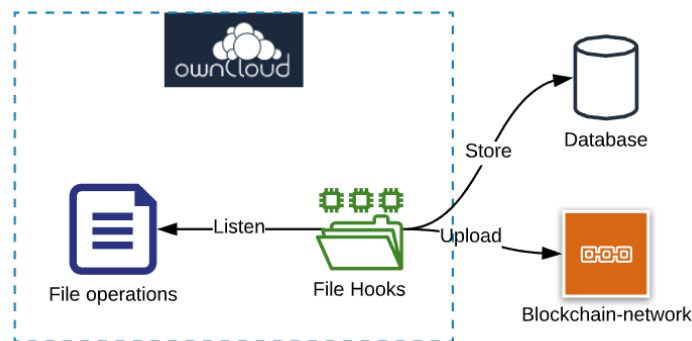 ownCloud
Database
Store
Listen
Upload
File operations
File Hooks
Blockchain-network